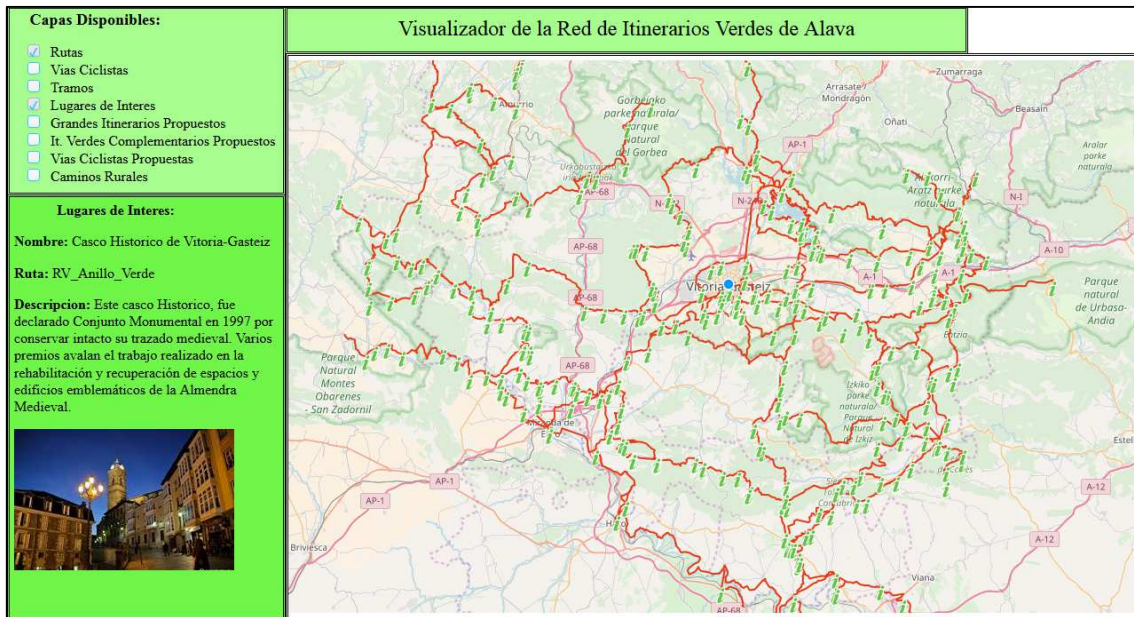 Capas Disponibles:
Rutas
Vias Ciclistas
Tramos
Lugares de Interes
Grandes Itinerarios Propuestos
It. Verdes Complementarios Propuestos
Vias Ciclistas Propuestas
Caminos Rurales
Lugares de Interes:
Nombre: Casco Historico de Vitoria-Gasteiz
Ruta: RV_Anillo_Verde
Descripcion: Este casco Historico, fue
declarado Conjunto Monumental en 1997 por
conservar intacto su trazado medieval. Varios
premios avalan el trabajo realizado en la
rehabilitación y recuperación de espacios y
edificios emblemáticos de la Almendra
Medieval.
Visualizador de la Red de Itinerarios Verdes de Alava
Zumarraga
Arrasate /
Mondragón
Beasain
Oñati
Gorbeiako
parke naturala/
Parque
natural
del Gorbea
AP-1
Aralar
parke
naturala
AP-68
N-I
AP-68
A-10
A-1
A-1
Parque
natural
de Urbasa-
Andia
AP-68
Entzia
Parque
Natural
Montes
Obarenes
- San Zadornil
AP-68
Izkiko
parke
naturala/
Parque
Natural
de Izkiz
AP-1
AP-1
A-12
A-12
Briviesca
Viana
AP-68